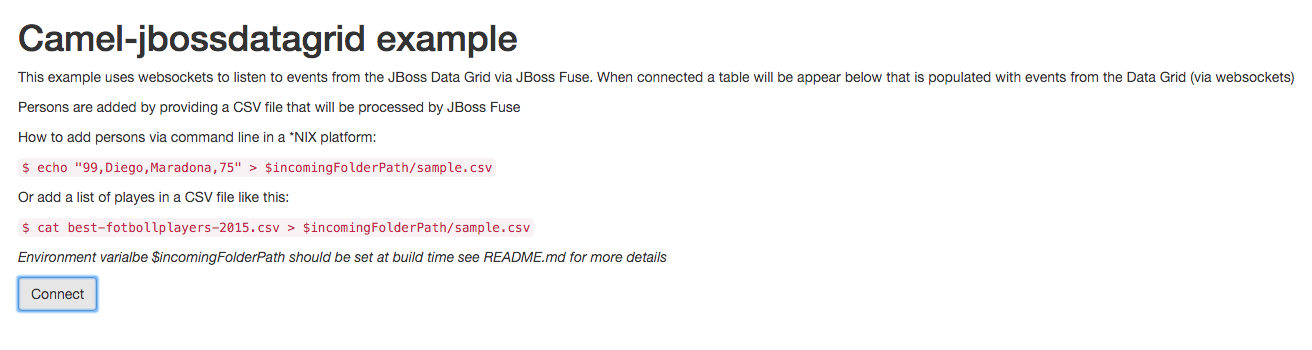 Camel-jbossdatagrid example
This example uses websockets to listen to events from the JBoss Data Grid via JBoss Fuse. When connected a table will be appear below that is populated with events from the Data Grid (via websockets)
Persons are added by providing a CSV file that will be processed by JBoss Fuse
How to add persons via command line in a *NIX platform:
$ echo "99,Diego,Maradona,75" > $incomingFolderPath/sample.csv
Or add a list of playes in a CSV file like this:
$ cat best-fotbollplayers-2015.csv > $incomingFolderPath/sample.csv
Environment varialbe $incomingFolderPath should be set at build time see README.md for more details
Connect